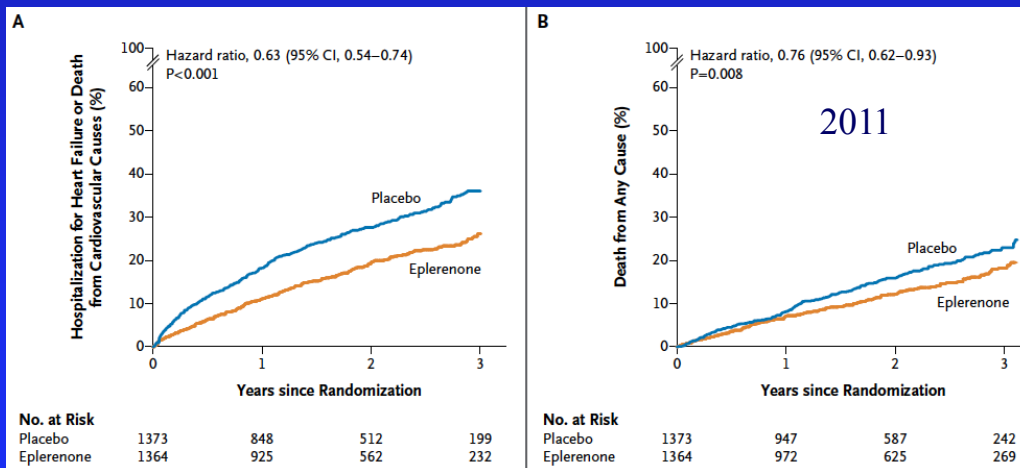 A
Hospitalization for Heart Failure or Death
from Cardiovascular Causes (%)
100
60
50
40
30
20
10
0
Hazard ratio, 0.63 (95% CI, 0.54–0.74)
P<0.001
Placebo
Eplerenone
0 1 2 3
Years since Randomization
No. at Risk
Placebo 1373 848 512 199
Eplerenone 1364 925 562 232
B
Death from Any Cause (%)
100
60
50
40
30
20
10
0
Hazard ratio, 0.76 (95% CI, 0.62–0.93)
P=0.008
2011
Placebo
Eplerenone
0 1 2 3
Years since Randomization
No. at Risk
Placebo 1373 947 587 242
Eplerenone 1364 972 625 269